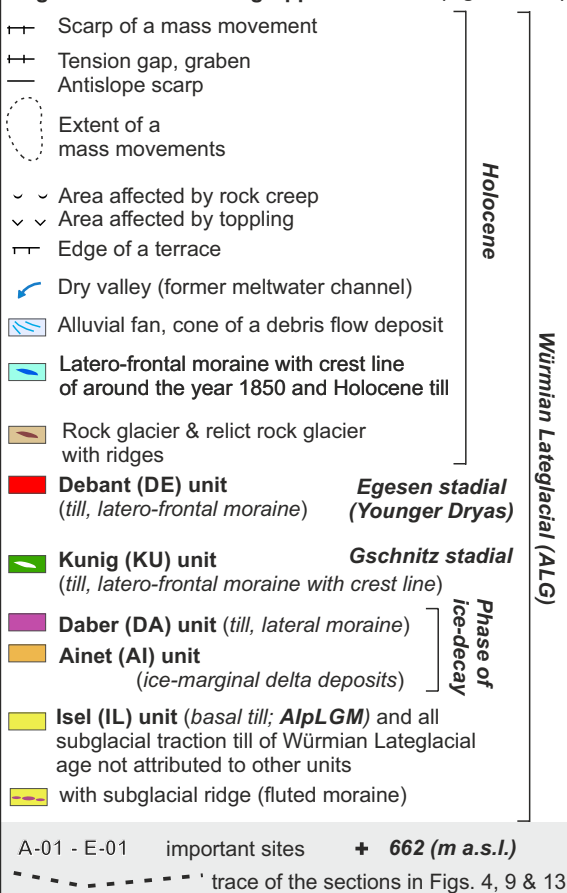 Scarp of a mass movement
Tension gap, graben
Antislope scarp
Extent of a
mass movements
Area affected by rock creep
Area affected by toppling
Edge of a terrace
Dry valley (former meltwater channel)
Alluvial fan, cone of a debris flow deposit
Latero-frontal moraine with crest line
of around the year 1850 and Holocene till
Rock glacier & relict rock glacier
with ridges
Holocene
Debant (DE) unit Egesen stadial
(till, latero-frontal moraine) (Younger Dryas)
Kunig (KU) unit Gschnitz stadial
(till, latero-frontal moraine with crest line)
Daber (DA) unit (till, lateral moraine)
Ainet (AI) unit
(ice-marginal delta deposits)
Phase of
ice-decay
Isel (IL) unit (basal till; AlpLGM) and all
subglacial traction till of Würmian Lateglacial
age not attributed to other units
with subglacial ridge (fluted moraine)
Würmian Lateglacial (ALG)
A-01 - E-01 important sites + 662 (m a.s.l.)
trace of the sections in Figs. 4, 9 & 13